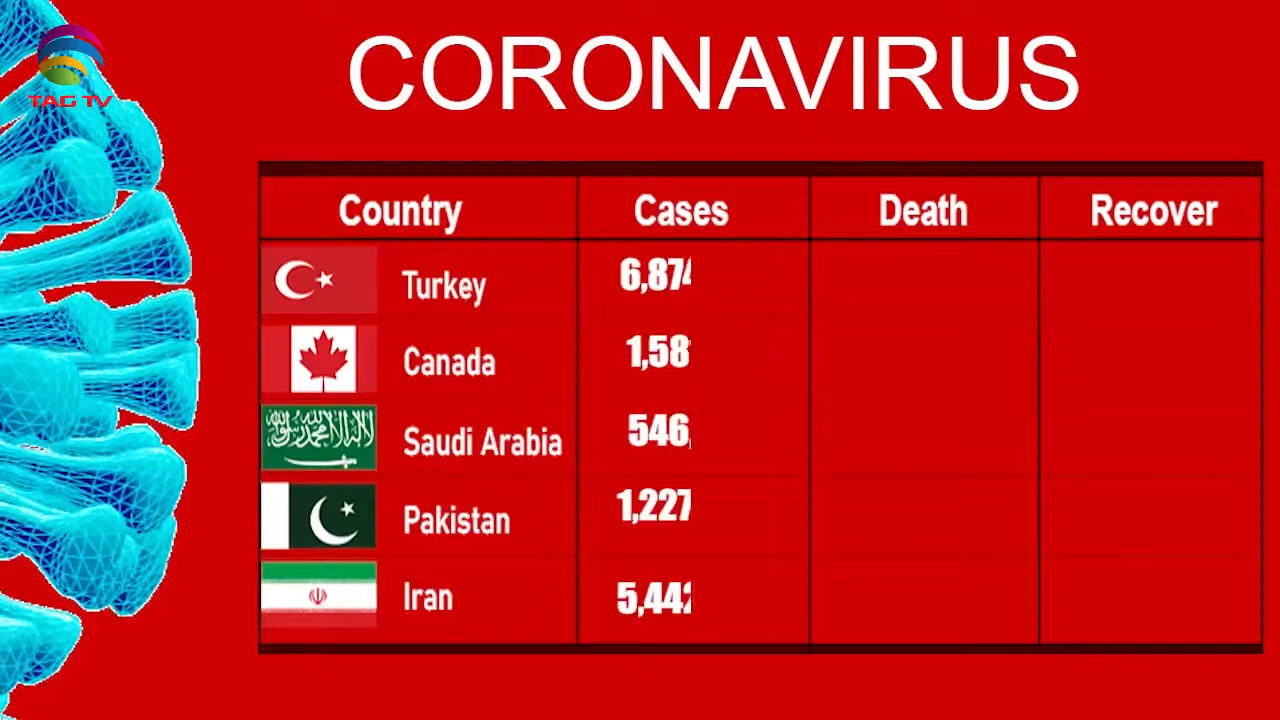 TAG TV
CORONAVIRUS
Country Cases Death Recover
Turkey 6,874
Canada 1,58
Saudi Arabia 546,
Pakistan 1,227
Iran 5,442